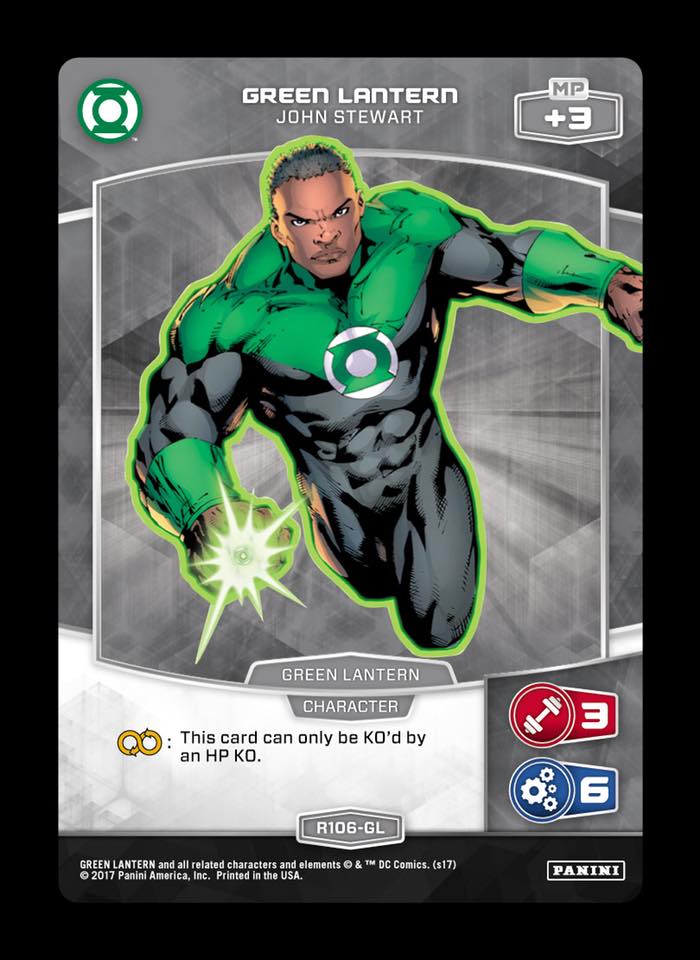 GREEN LANTERN
JOHN STEWART
MP
+3
TM
GREEN LANTERN
CHARACTER
: This card can only be KO'd by
an HP KO.
3
6
R106-GL
GREEN LANTERN and all related characters and elements © & ™ DC Comics. (s17)
© 2017 Panini America, Inc. Printed in the USA.
PANINI